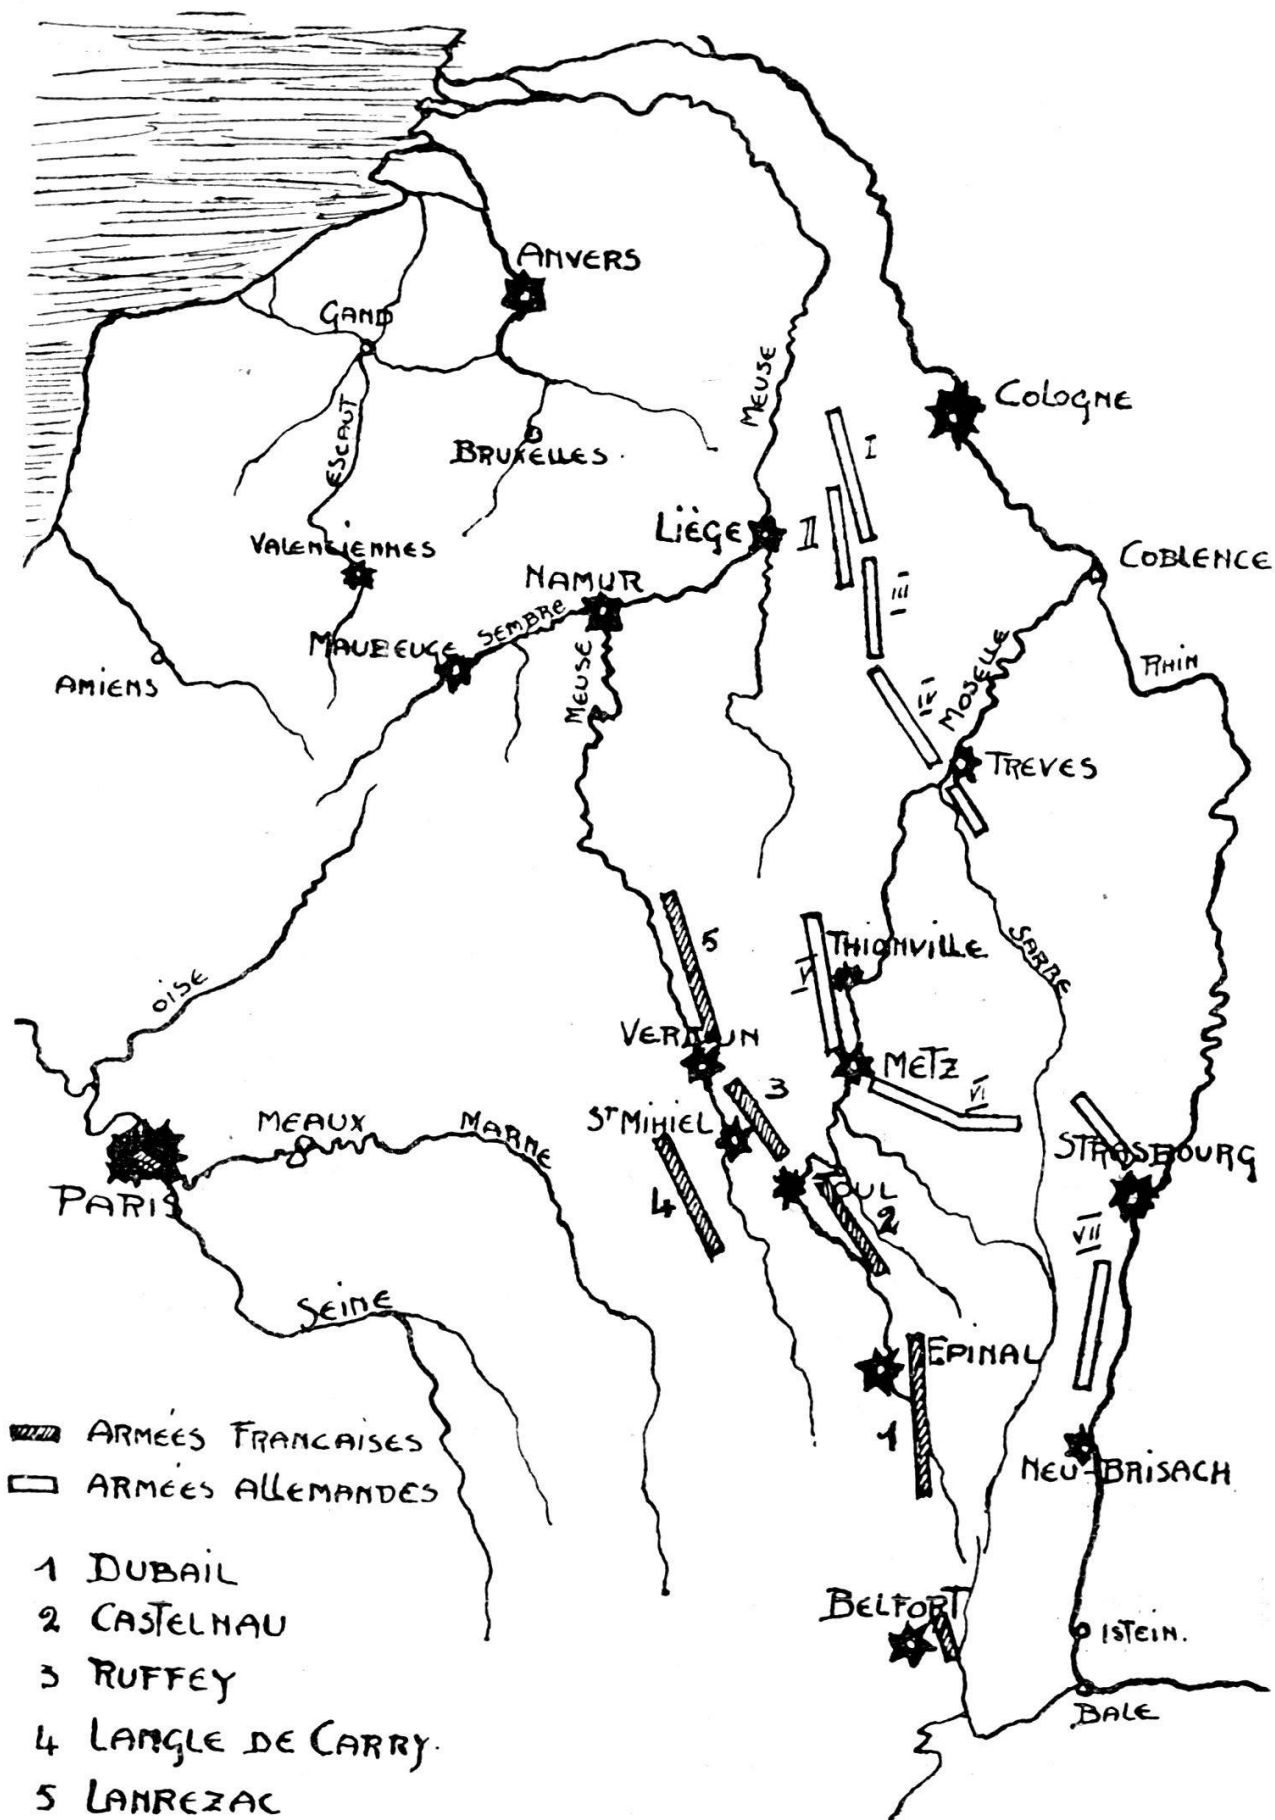 ANVERS
GAND
MEUSE
COLOGNE
ESCAUT
BRUXELLES.
I
LIÈGE
II
VALENCIENNES
COBLENCE
NAMUR
III
SEMBRE
MAUBEUGE
MOSELLE
RHIN
AMIENS
MEUSE
IV
TREVES
5
THIONVILLE
SARRE
V
OISE
VERDUN
METZ
3
VI
MEAUX
MARNE
ST MIHIEL
STRASBOURG
PARIS
4
TOUL
2
VII
SEINE
EPINAL
1
NEU-BRISACH
ARMÉES FRANCAISES
ARMÉES ALLEMANDES
1 DUBAIL
2 CASTELNAU
3 RUFFEY
4 LANGLE DE CARRY.
5 LANREZAC
BELFORT
ISTEIN.
BALE